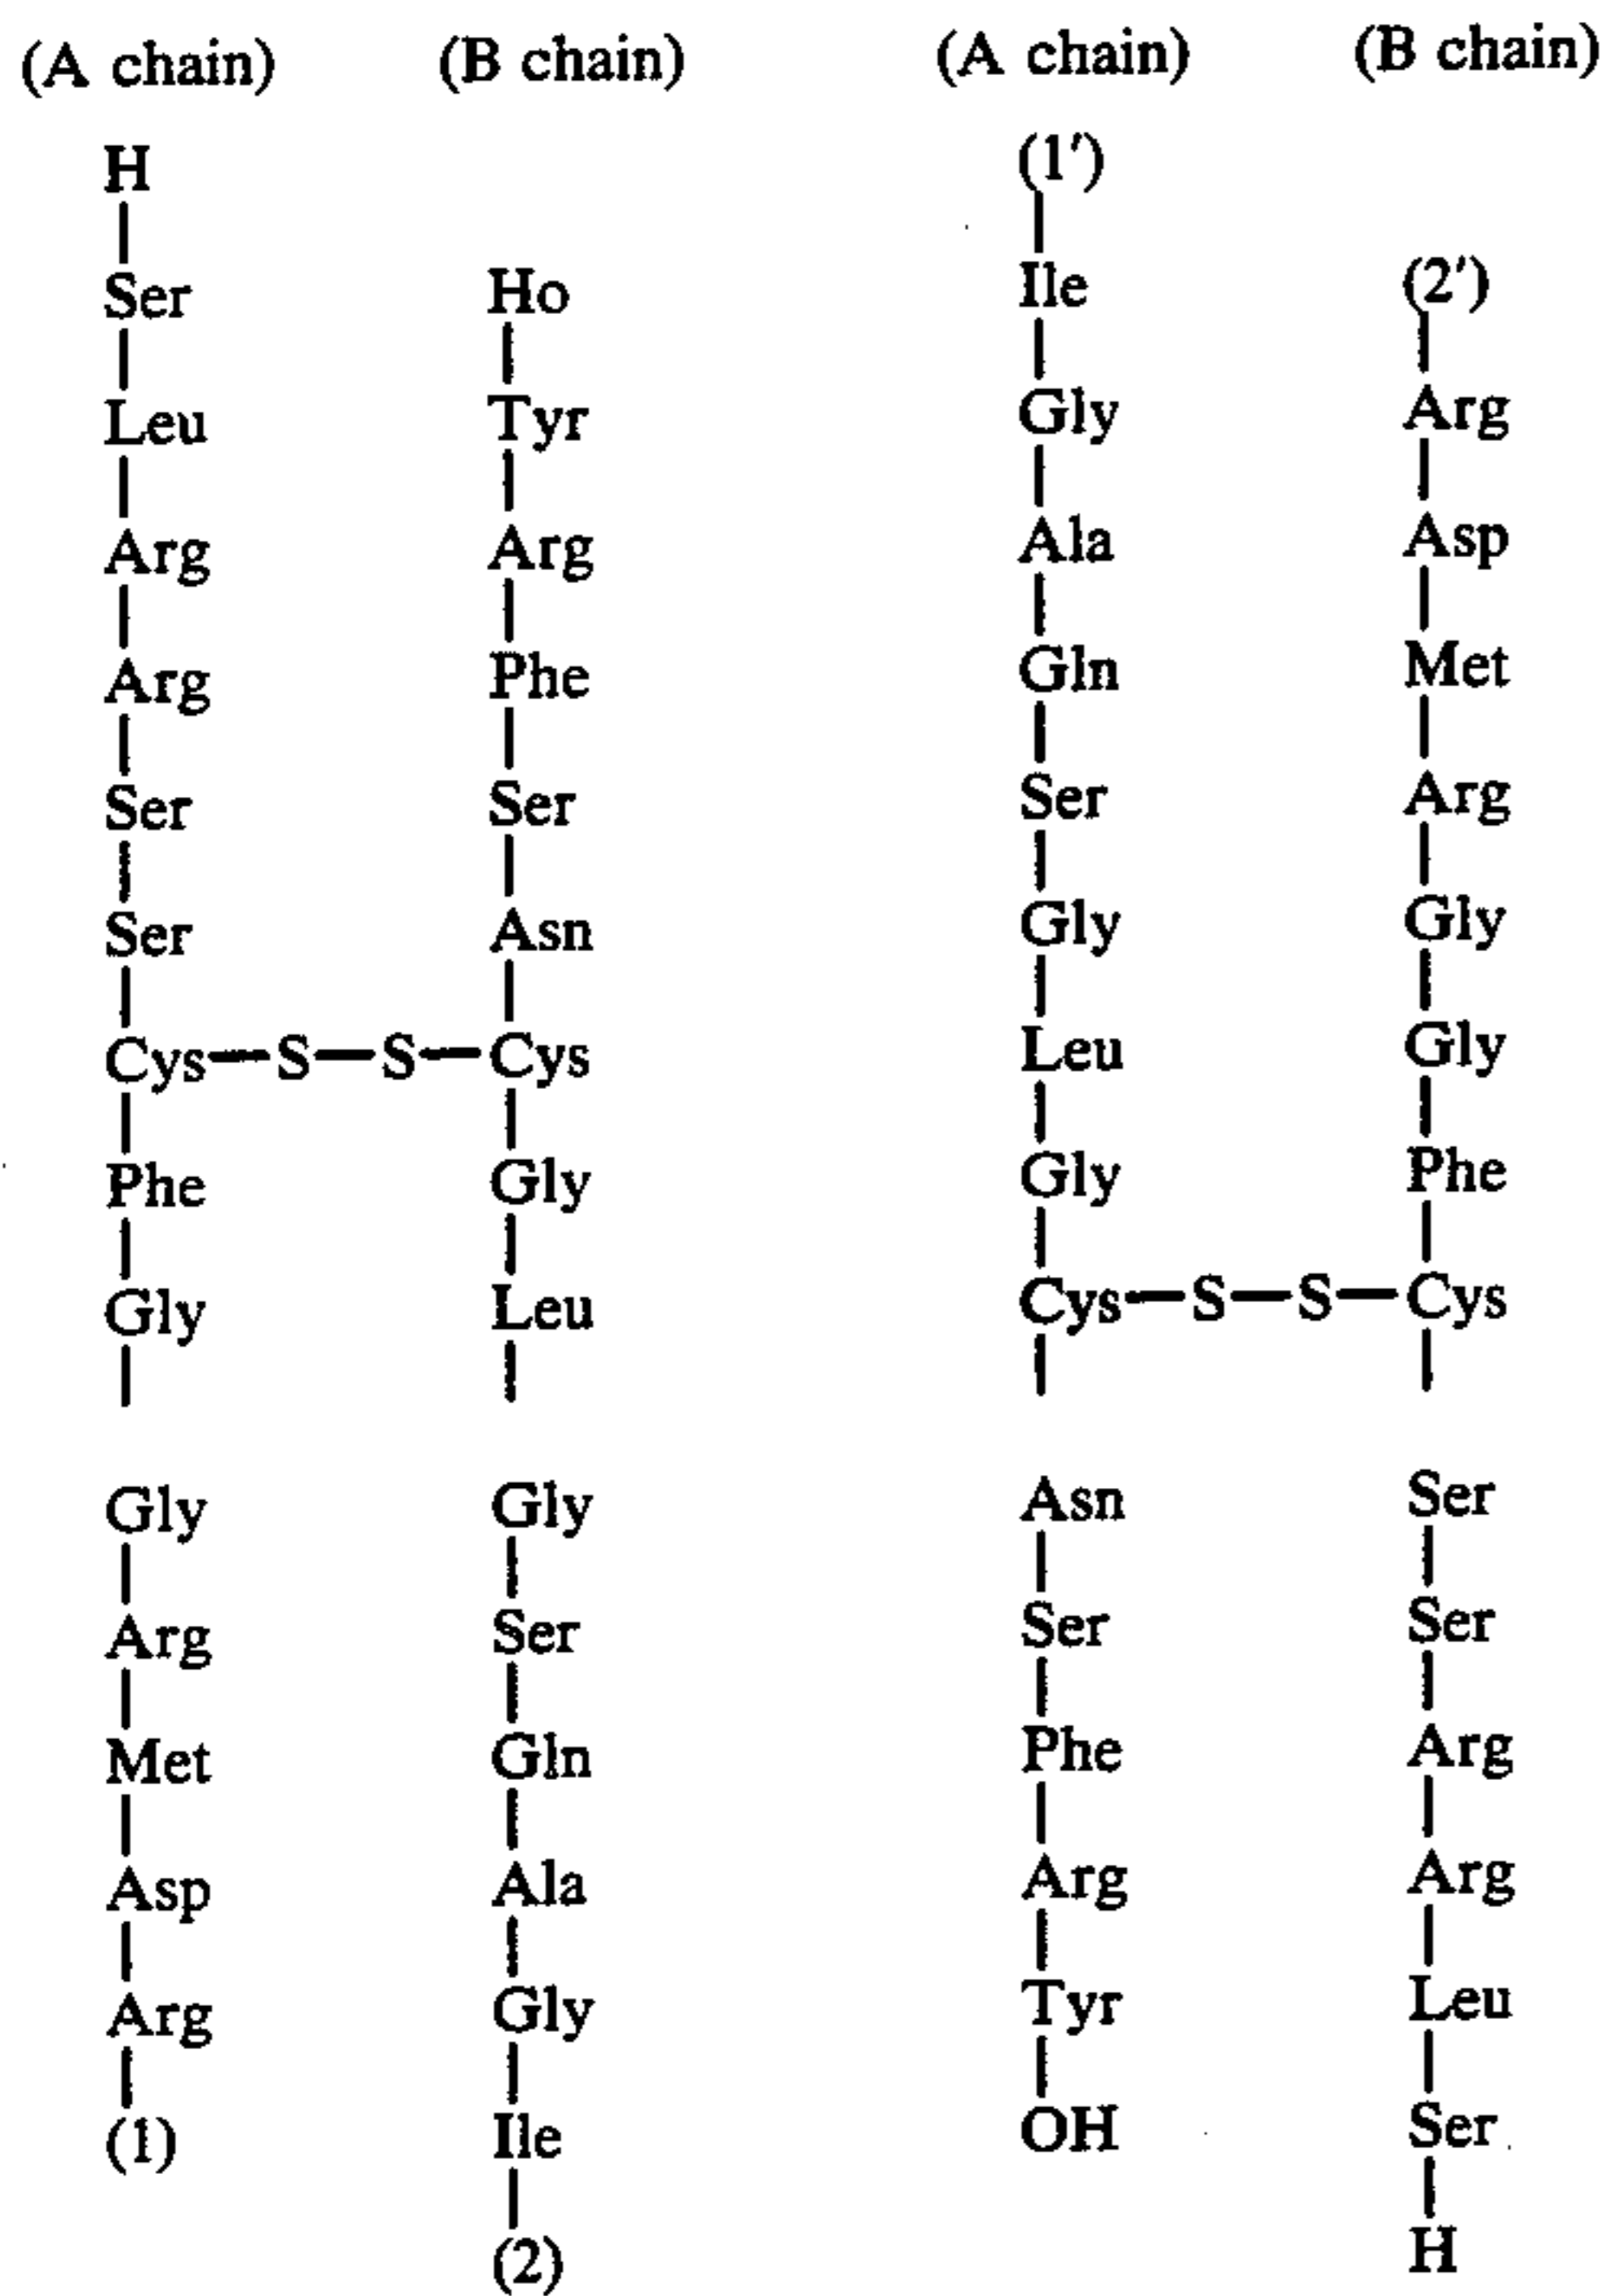 (A chain) (B chain) (A chain) (B chain)
H (1′)
Ser Ho Ile (2′)
Leu Tyr Gly Arg
Arg Arg Ala Asp
Arg Phe Gln Met
Ser Ser Ser Arg
Ser Asn Gly Gly
Cys—S—S—Cys Leu Gly
Phe Gly Gly Phe
Gly Leu Cys—S—S—Cys
Gly Gly Asn Ser
Arg Ser Ser Ser
Met Gln Phe Arg
Asp Ala Arg Arg
Arg Gly Tyr Leu
(1) Ile OH Ser
(2) H